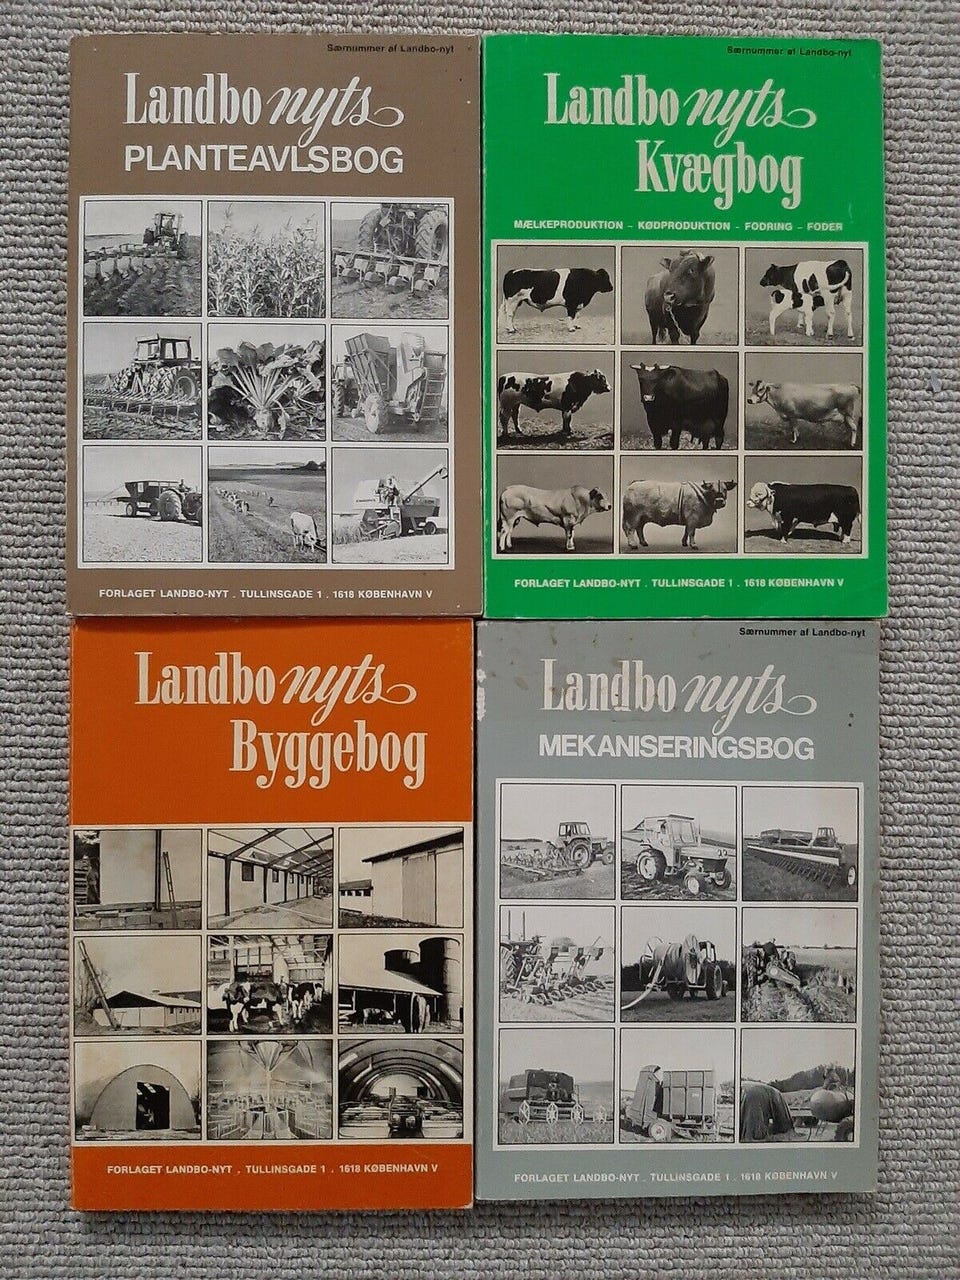 Særnummer af Landbo-nyt
Landbo nyts
PLANTEAVLSBOG
FORLAGET LANDBO-NYT . TULLINSGADE 1 . 1618 KØBENHAVN V
Særnummer af Landbo-nyt
Landbo nyts
Kvægbog
MÆLKEPRODUKTION - KØDPRODUKTION - FODRING - FODER
FORLAGET LANDBO-NYT . TULLINSGADE 1 . 1618 KØBENHAVN V
Landbo nyts
Byggebog
FORLAGET LANDBO-NYT . TULLINSGADE 1 . 1618 KØBENHAVN V
Særnummer af Landbo-nyt
Landbo nyts
MEKANISERINGSBOG
FORLAGET LANDBO-NYT . TULLINSGADE 1 . 1618 KØBENHAVN V